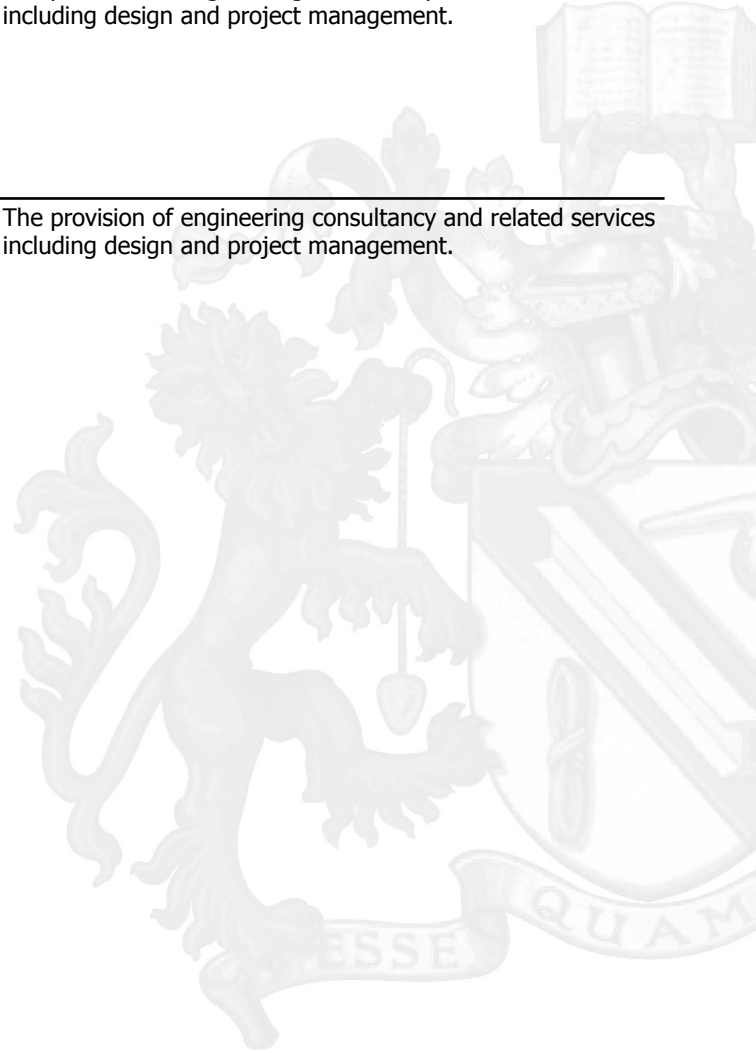 including design and project management.
The provision of engineering consultancy and related services
including design and project management.
ESSE
QUAM